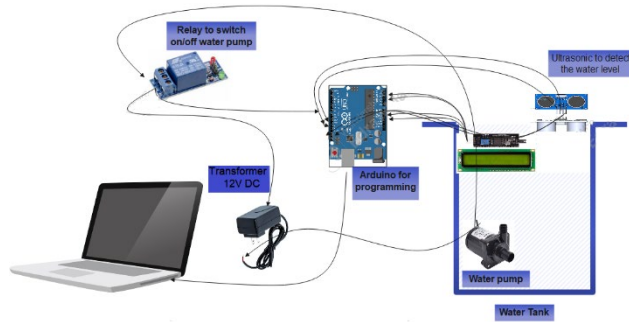 Relay to switch
on/off water pump
Ultrasonic to detect
the water level
Transformer
12V DC
Arduino for
programming
Water pump
Water Tank